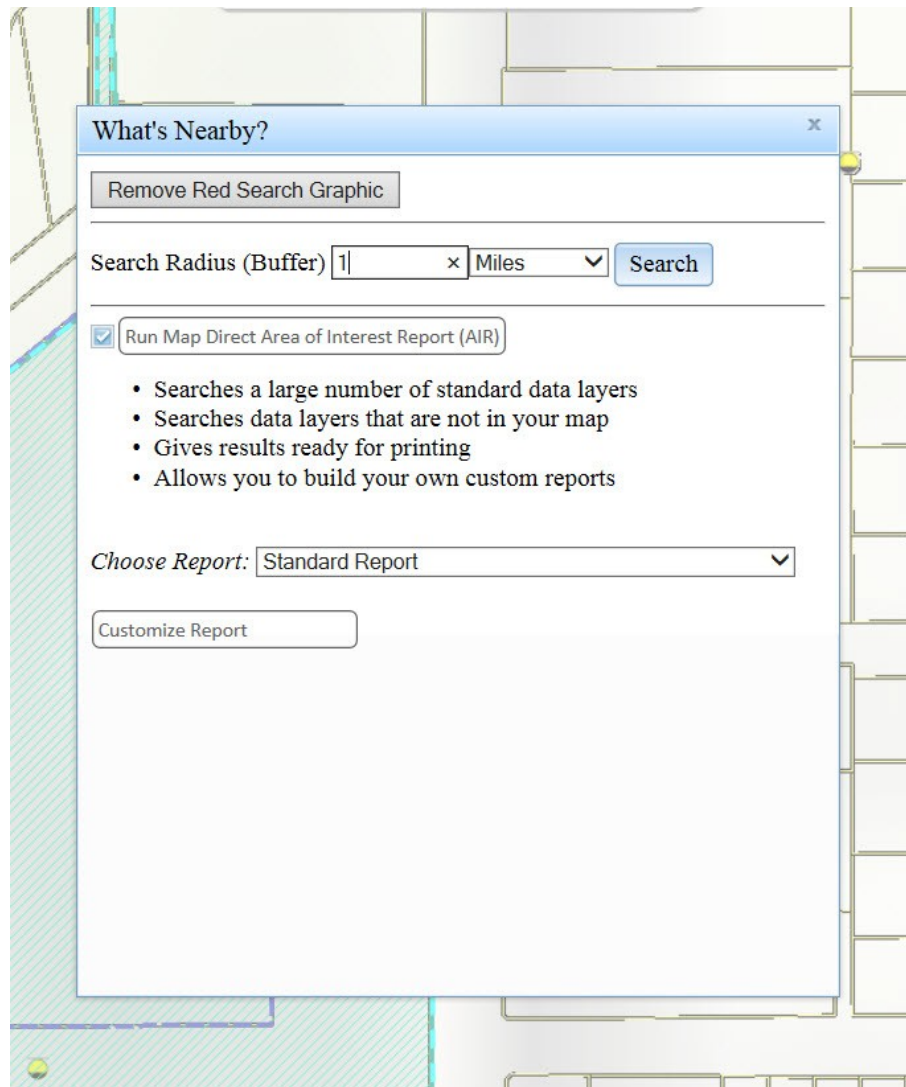 What's Nearby?
x
Remove Red Search Graphic
Search Radius (Buffer) 1 × Miles Search
Run Map Direct Area of Interest Report (AIR)
• Searches a large number of standard data layers
• Searches data layers that are not in your map
• Gives results ready for printing
• Allows you to build your own custom reports
Choose Report: Standard Report
Customize Report